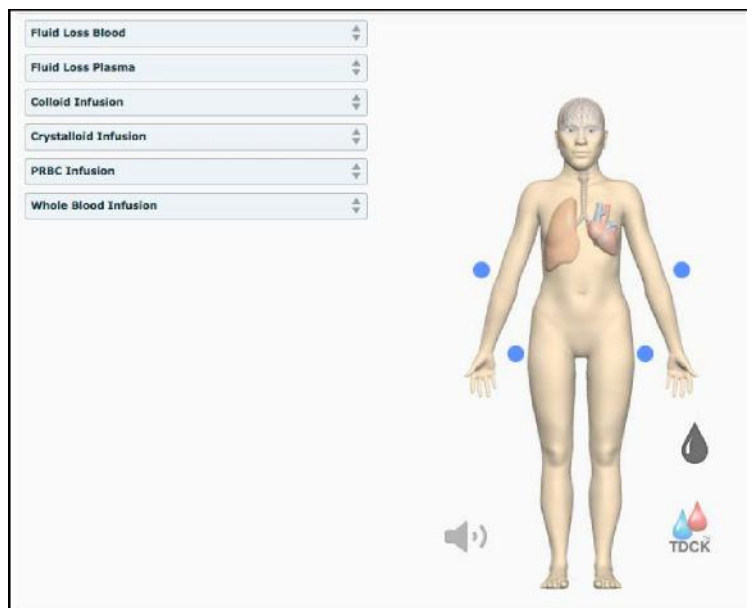 Fluid Loss Blood
Fluid Loss Plasma
Colloid Infusion
Crystalloid Infusion
PRBC Infusion
Whole Blood Infusion
TDCK